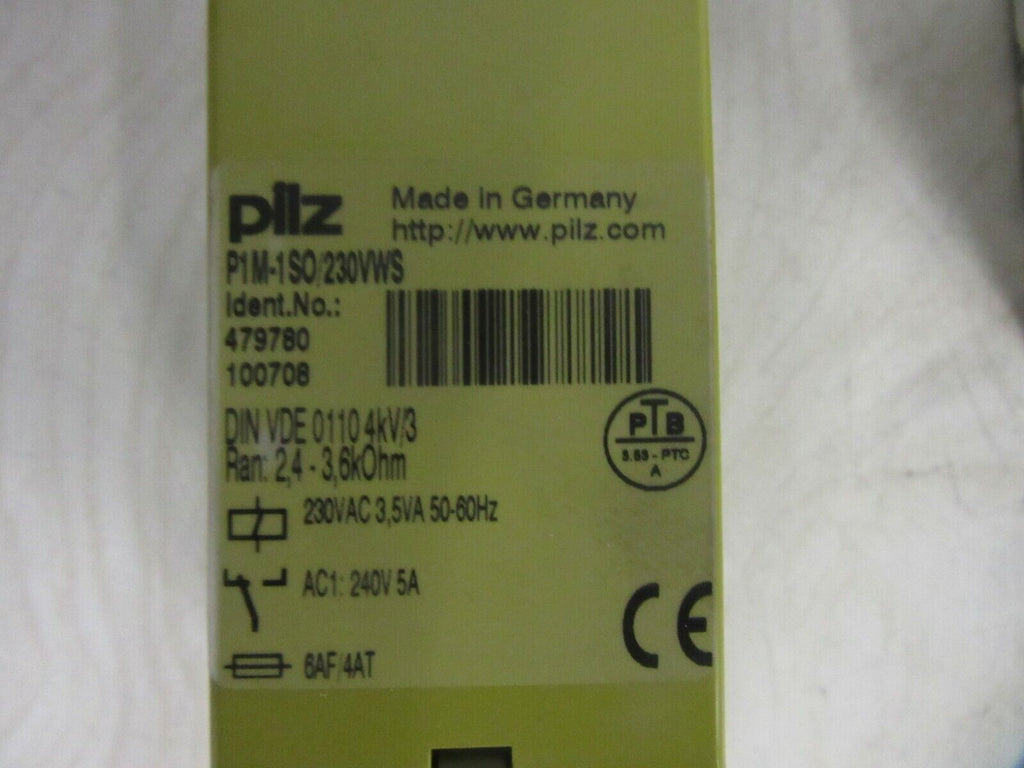 pilz
Made in Germany
http://www.pilz.com
P1M-1SO/230VWS
Ident.No.:
479780
100708
DIN VDE 0110 4kV/3
Ran: 2,4 - 3,6kOhm
PTB
3.53 - PTC
A
230VAC 3,5VA 50-60Hz
AC1: 240V 5A
6AF/4AT
CE